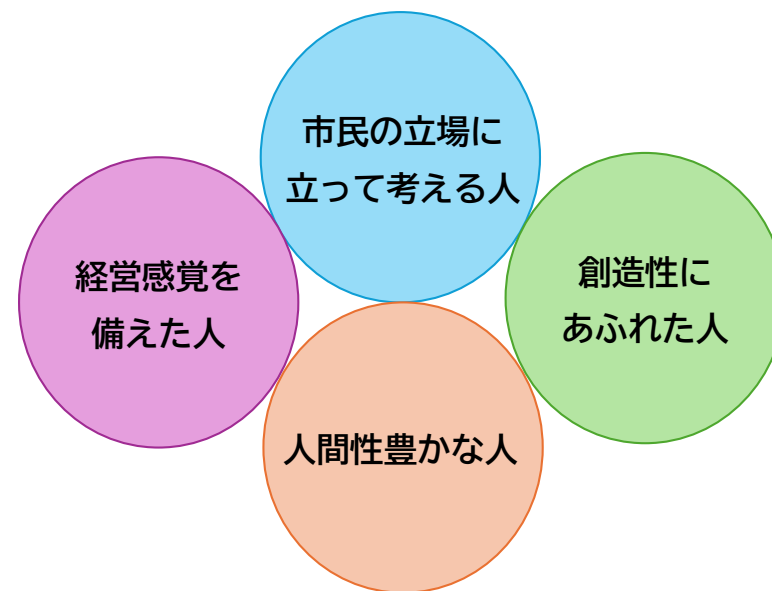 市民の立場に
立って考える人
経営感覚を
備えた人
創造性に
あふれた人
人間性豊かな人